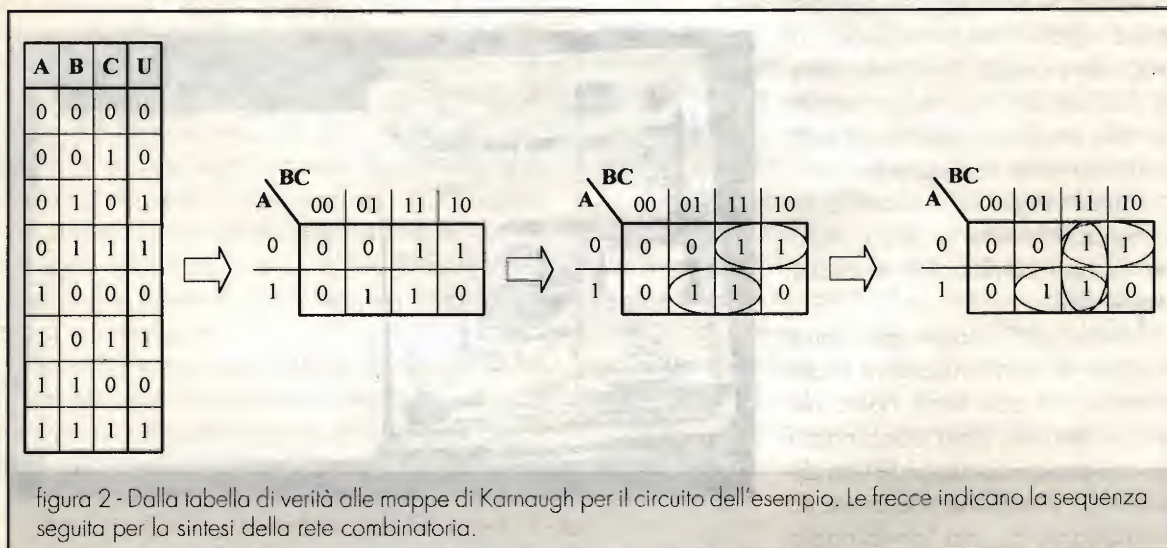 A B C U
0 0 0 0
0 0 1 0
0 1 0 1
0 1 1 1
1 0 0 0
1 0 1 1
1 1 0 0
1 1 1 1
BC
A 00 01 11 10
0 0 0 1 1
1 0 1 1 0
BC
A 00 01 11 10
0 0 0 1 1
1 0 1 1 0
BC
A 00 01 11 10
0 0 0 1 1
1 0 1 1 0
figura 2 - Dalla tabella di verità alle mappe di Karnaugh per il circuito dell'esempio. Le frecce indicano la sequenza
seguita per la sintesi della rete combinatoria.